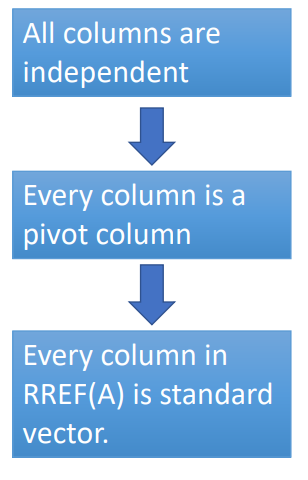 All columns are
independent
Every column is a
pivot column
Every column in
RREF(A) is standard
vector.